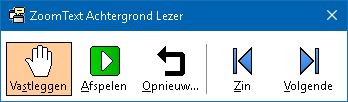 ZoomText Achtergrond Lezer
Vastleggen Afspelen Opnieuw... Zin Volgende